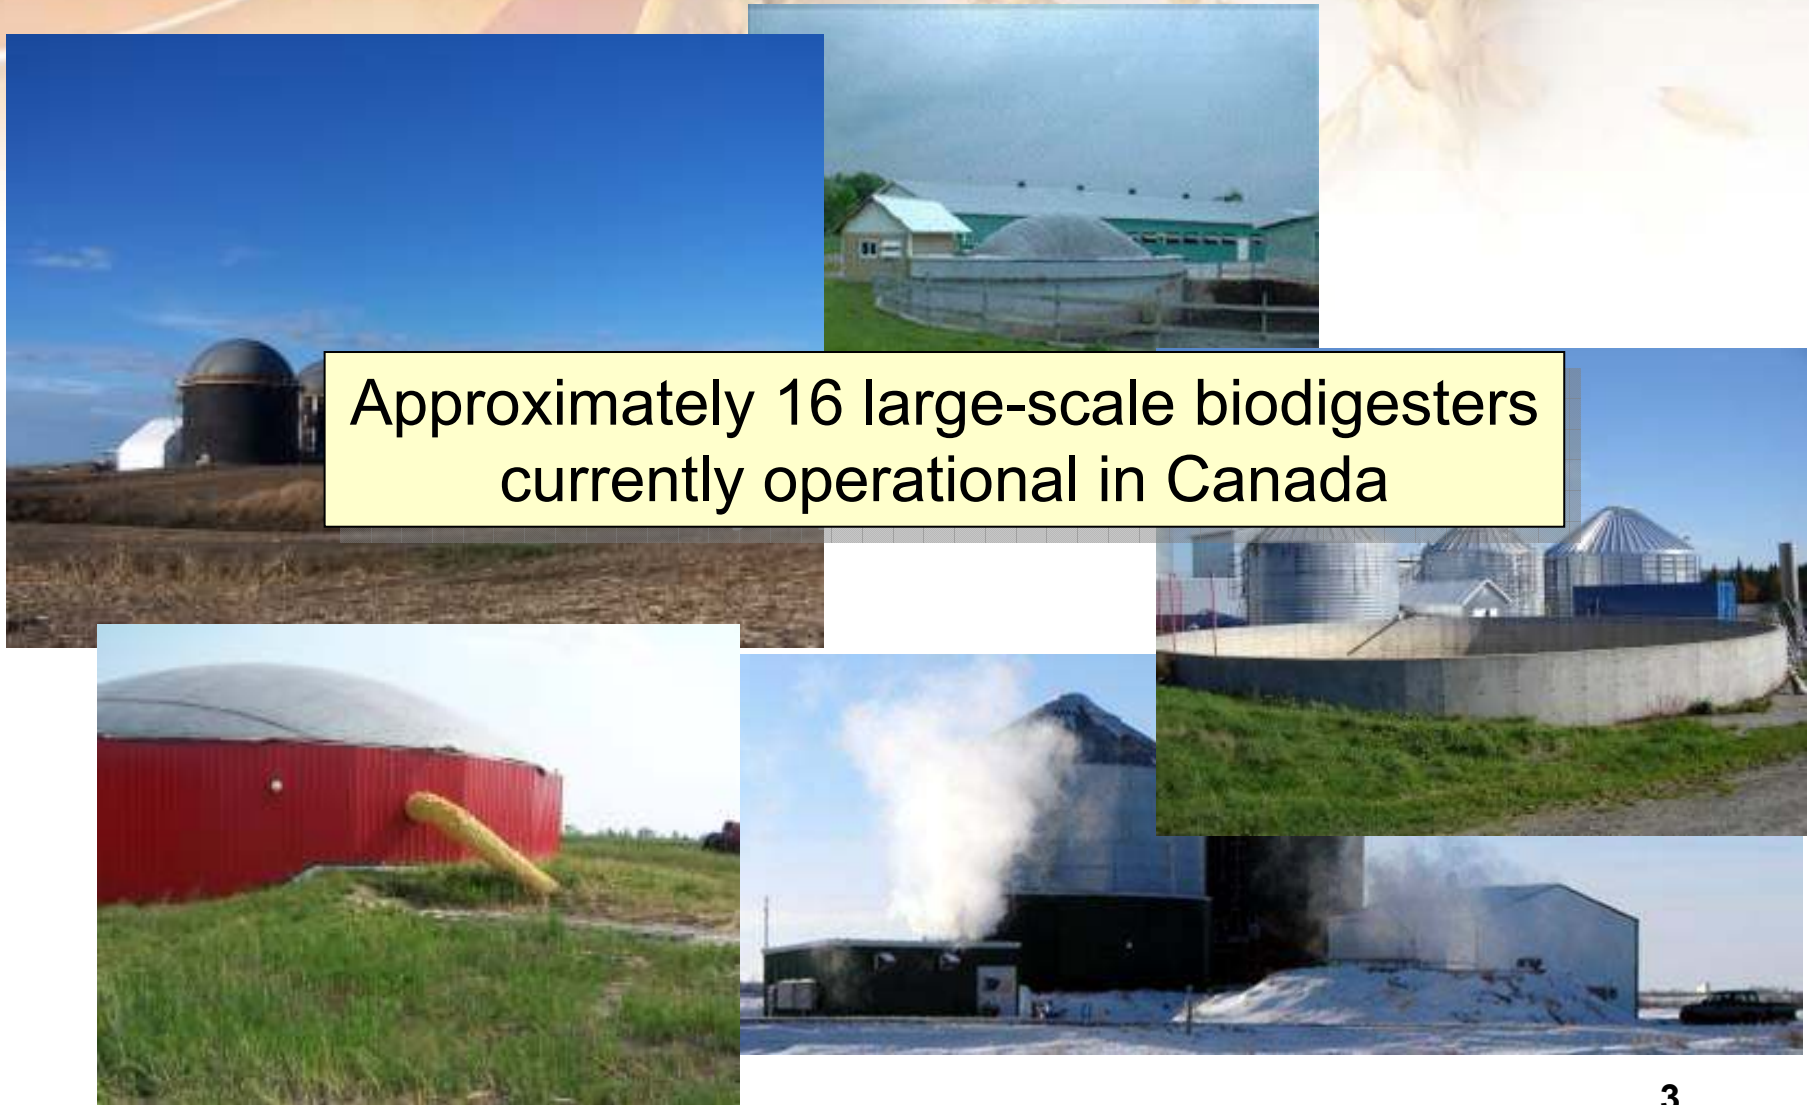 Approximately 16 large-scale biodigesters
currently operational in Canada
3